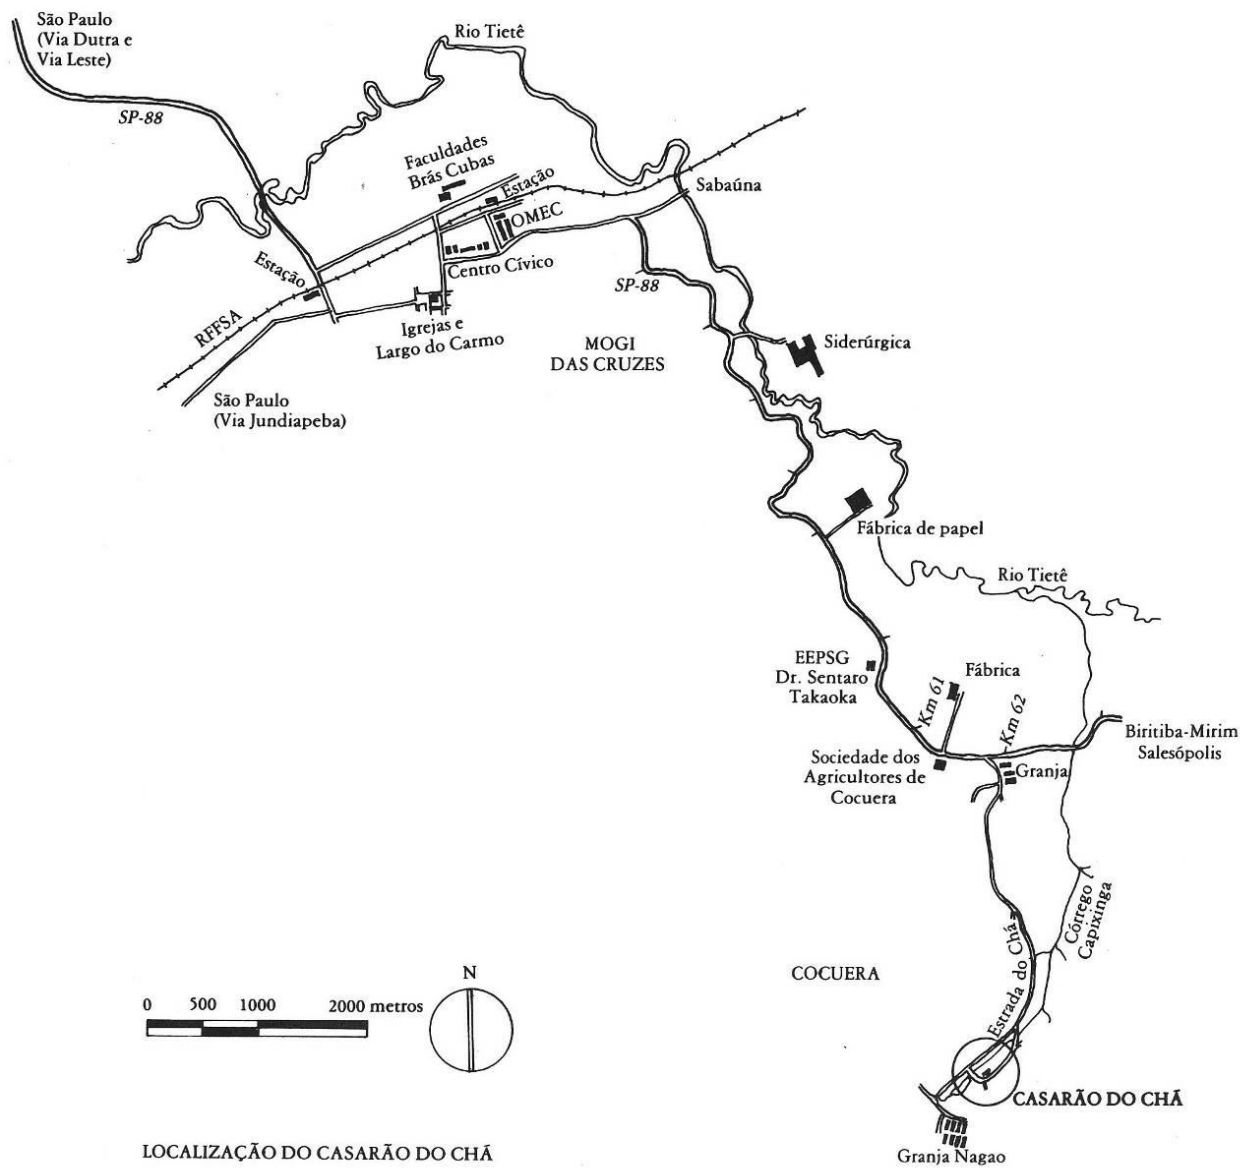 São Paulo
(Via Dutra e
Via Leste)
SP-88
Rio Tietê
Faculdades
Brás Cubas
Estação
OMEC
Sabaúna
Estação
Centro Cívico
SP-88
RFFSA
Igrejas e
Largo do Carmo
MOGI
DAS CRUZES
Siderúrgica
São Paulo
(Via Jundiapeba)
Fábrica de papel
Rio Tietê
EEPSG
Dr. Sentaro
Takaoka
Km 61
Fábrica
Km 62
Biritiba-Mirim
Salesópolis
Sociedade dos
Agricultores de
Cocuera
Granja
Córrego
Capixinga
Estrada do Chá
COCUERA
N
0 500 1000 2000 metros
CASARÃO DO CHÁ
Granja Nagao
LOCALIZAÇÃO DO CASARÃO DO CHÁ